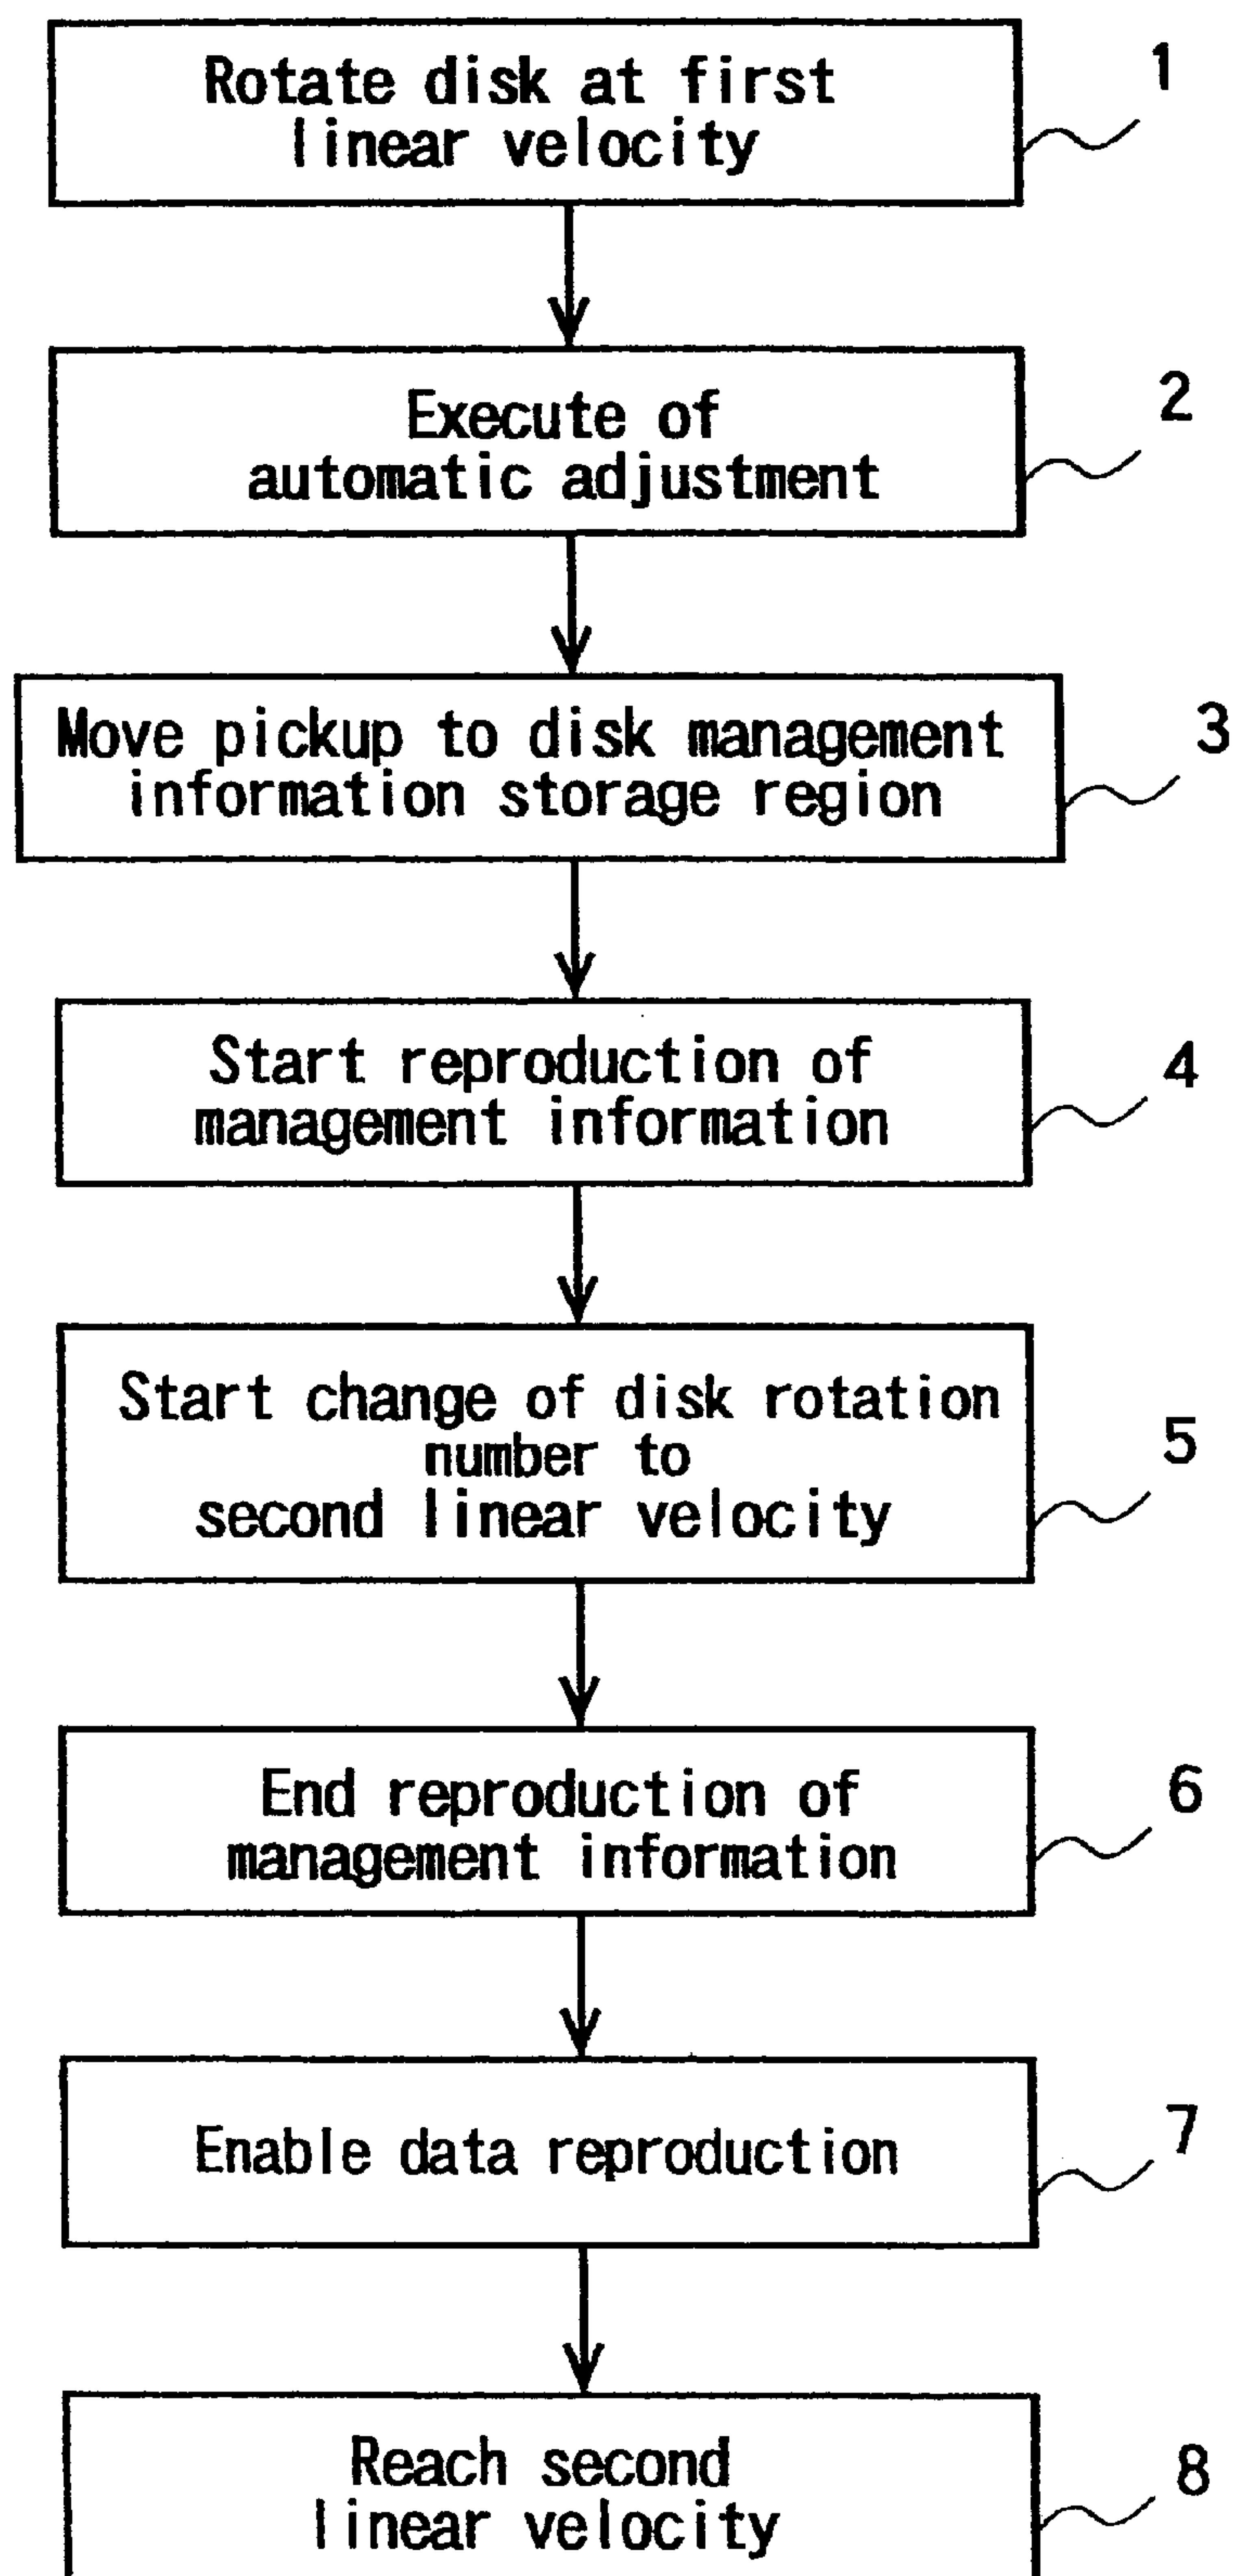 Rotate disk at first
linear velocity
1
Execute of
automatic adjustment
2
Move pickup to disk management
information storage region
3
Start reproduction of
management information
4
Start change of disk rotation
number to
second linear velocity
5
End reproduction of
management information
6
Enable data reproduction
7
Reach second
linear velocity
8